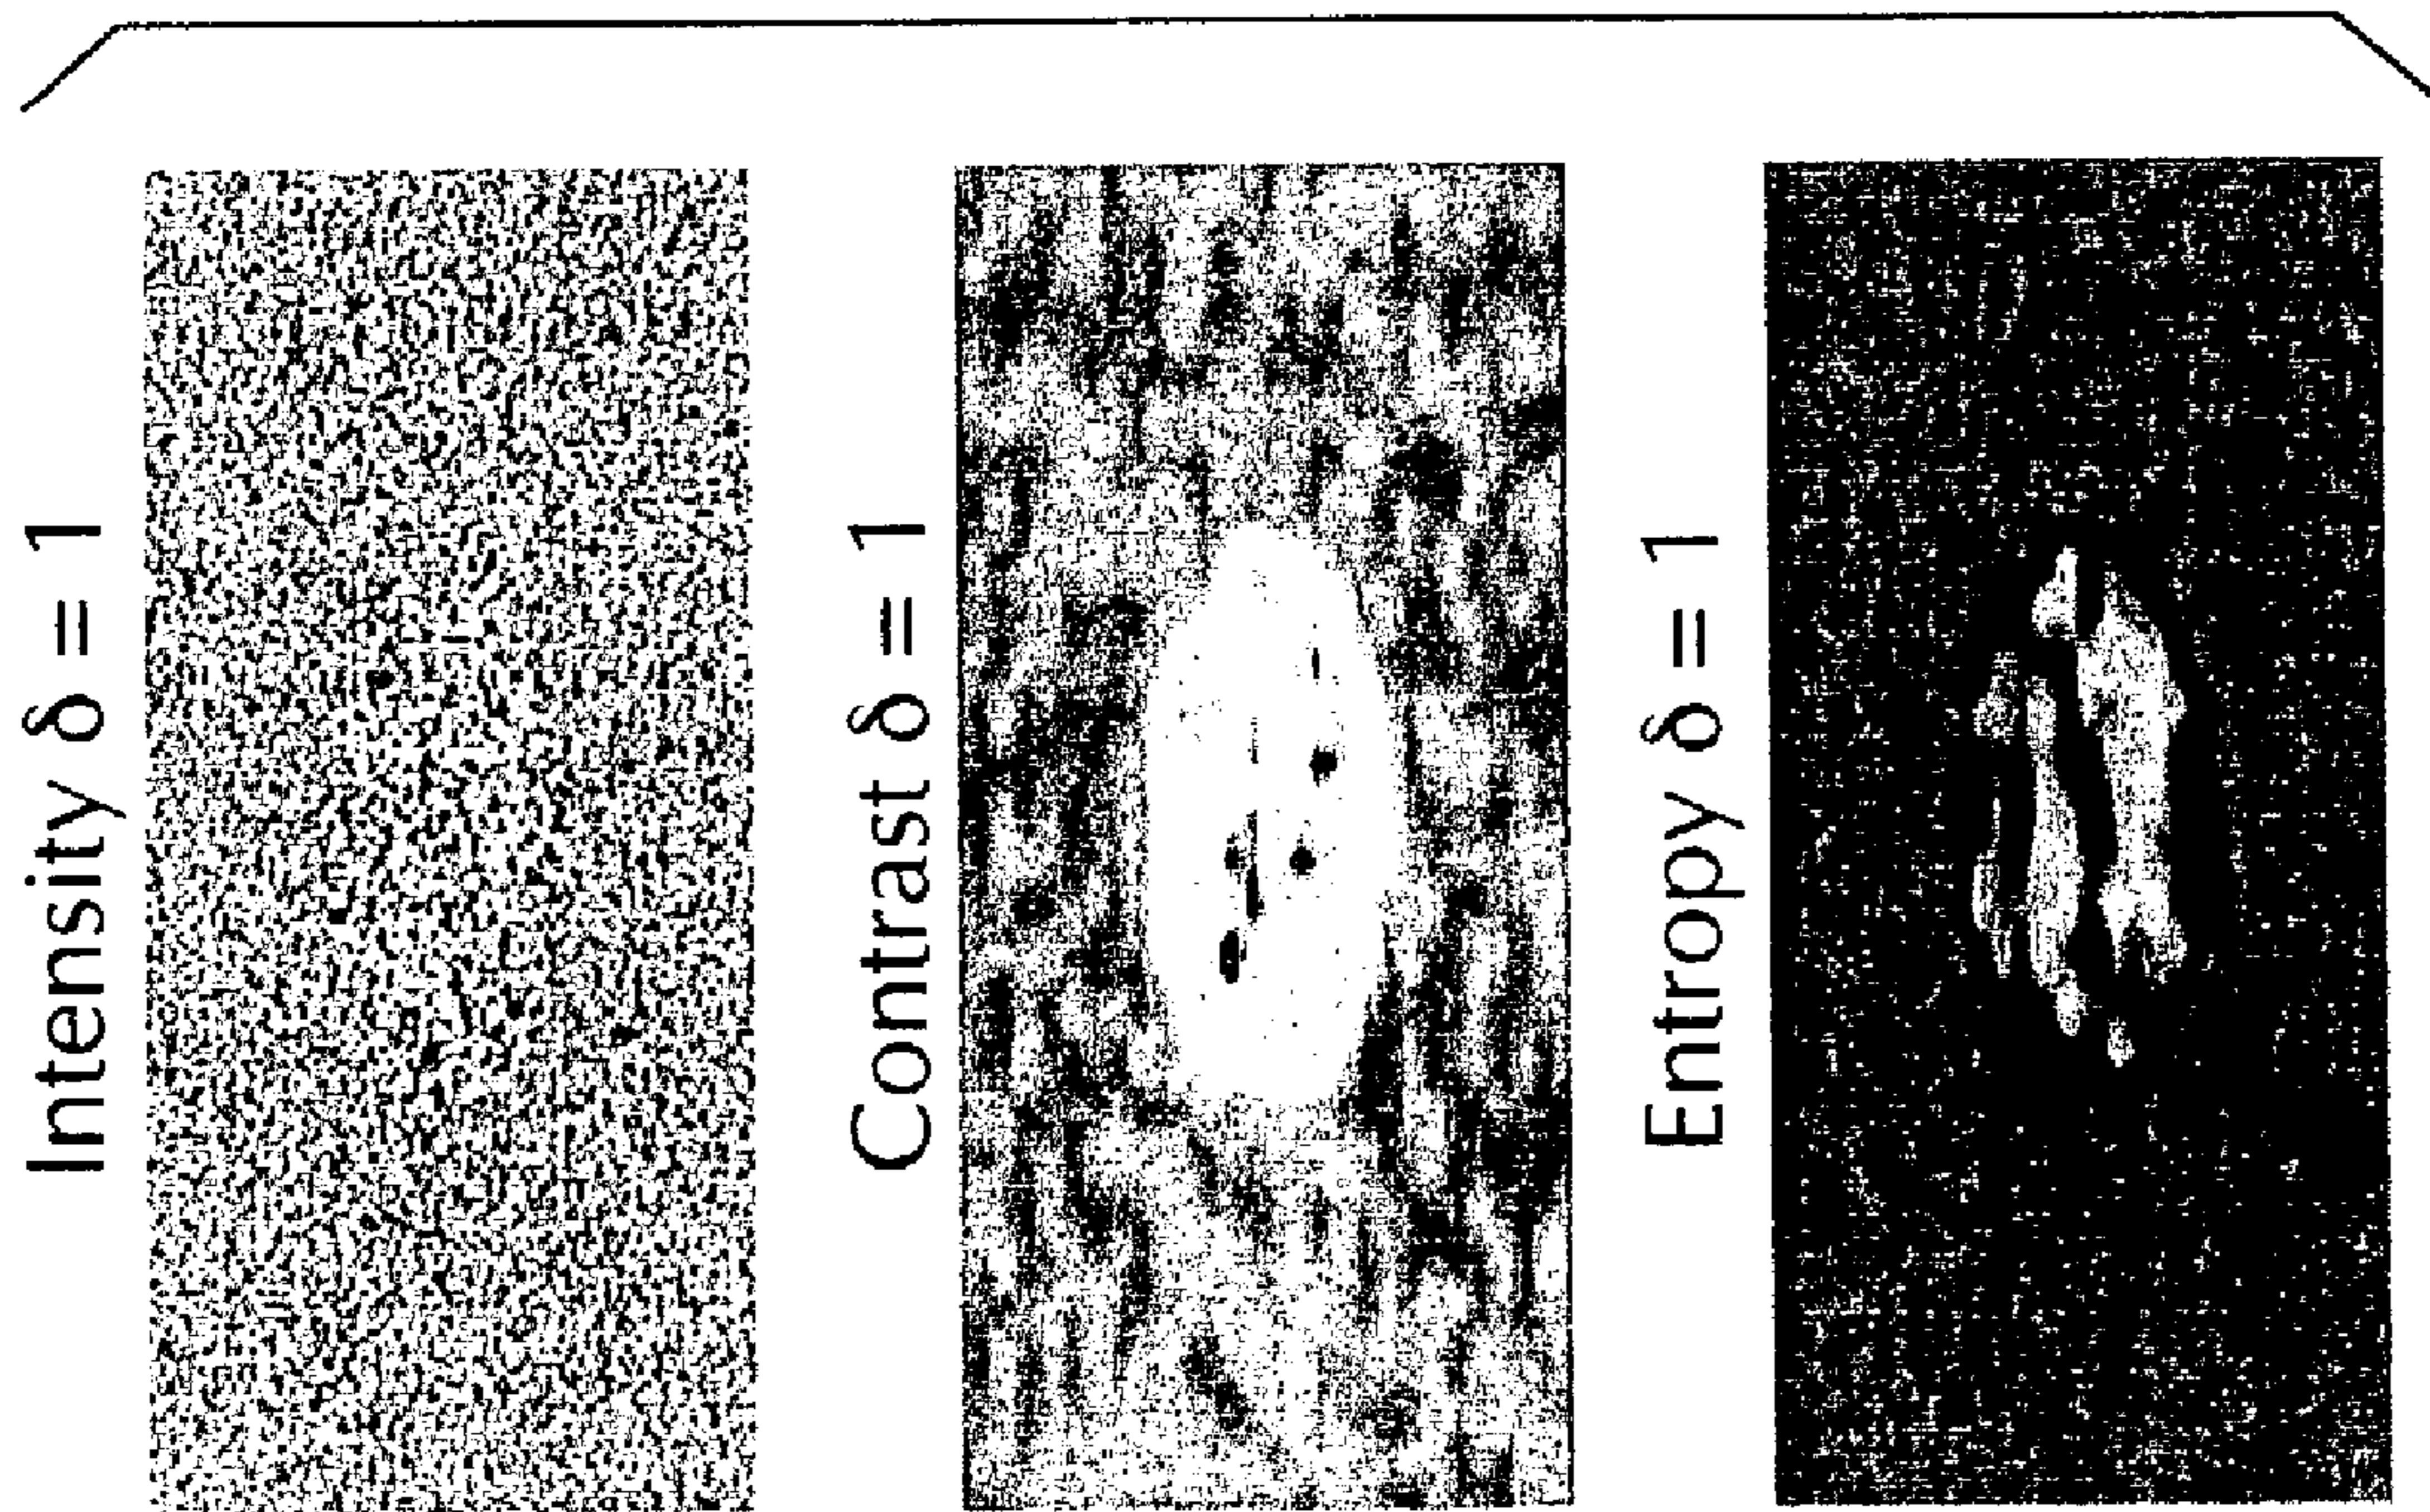 Intensity δ = 1
Contrast δ = 1
Entropy δ = 1